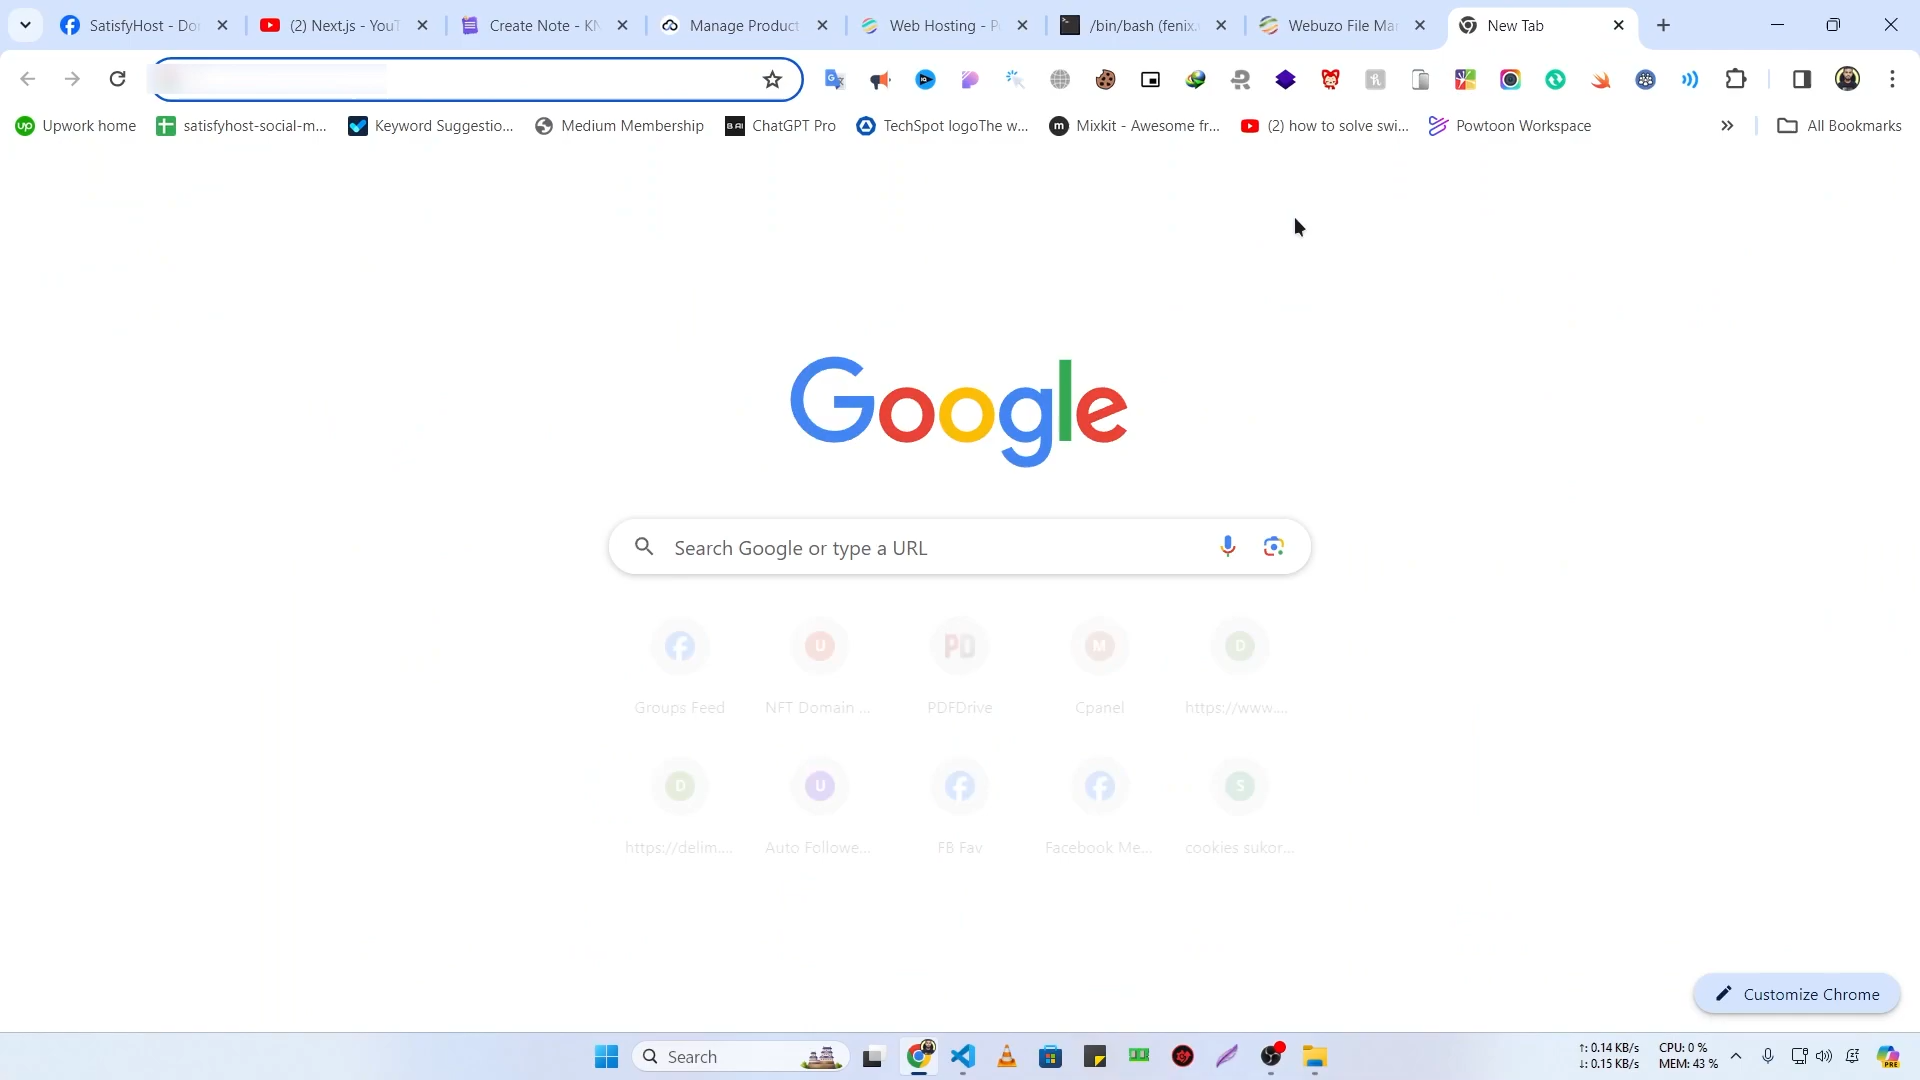 SatisfyHost - Do
(2) Next.js - YouT
Create Note - KN
Manage Product
Web Hosting - P
/bin/bash (fenix.
Webuzo File Ma
New Tab
Upwork home
satisfyhost-social-m...
Keyword Suggestio...
Medium Membership
B AI
ChatGPT Pro
TechSpot logoThe w...
Mixkit - Awesome fr...
(2) how to solve swi...
Powtoon Workspace
All Bookmarks
Google
Search Google or type a URL
Groups Feed
NFT Domain ...
PDFDrive
Cpanel
https://www....
https://delim....
Auto Followe...
FB Fav
Facebook Me...
cookies sukor...
Customize Chrome
Search
↑: 0.14 KB/s
↓: 0.15 KB/s
CPU: 0 %
MEM: 43 %
PRE